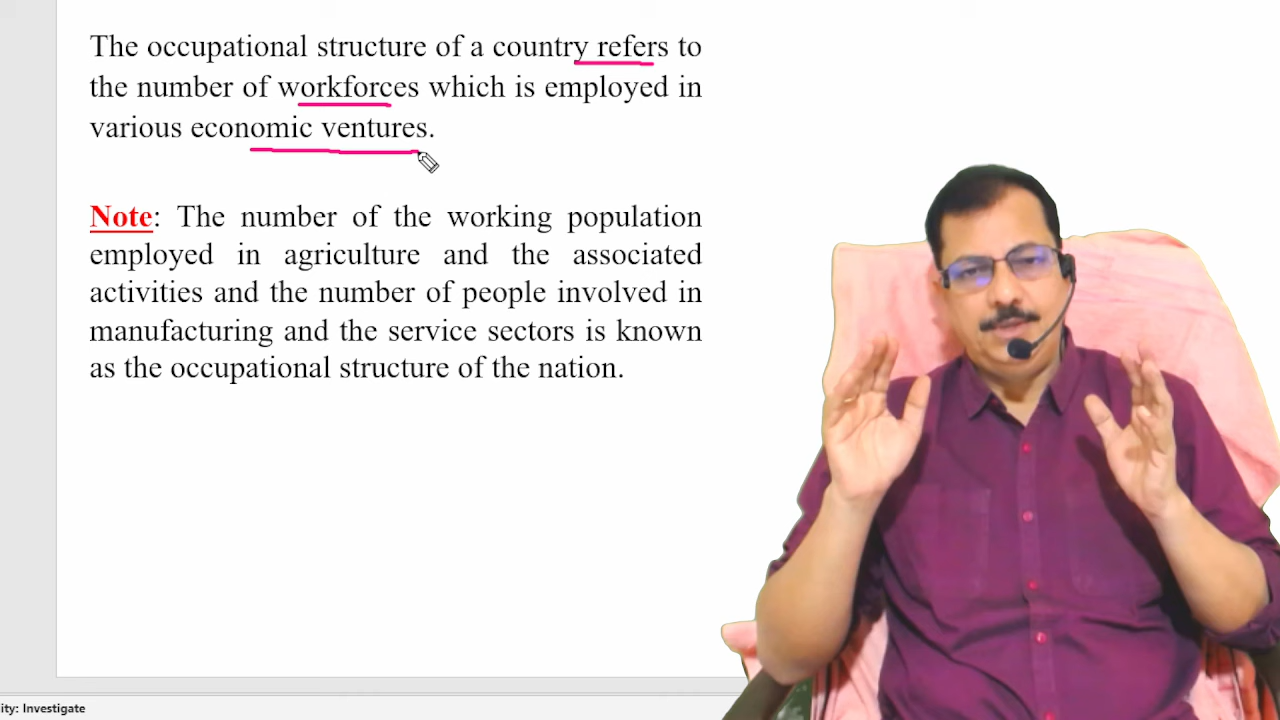 The occupational structure of a country refers to
the number of workforces which is employed in
various economic ventures.
Note: The number of the working population
employed in agriculture and the associated
activities and the number of people involved in
manufacturing and the service sectors is known
as the occupational structure of the nation.
ity: Investigate